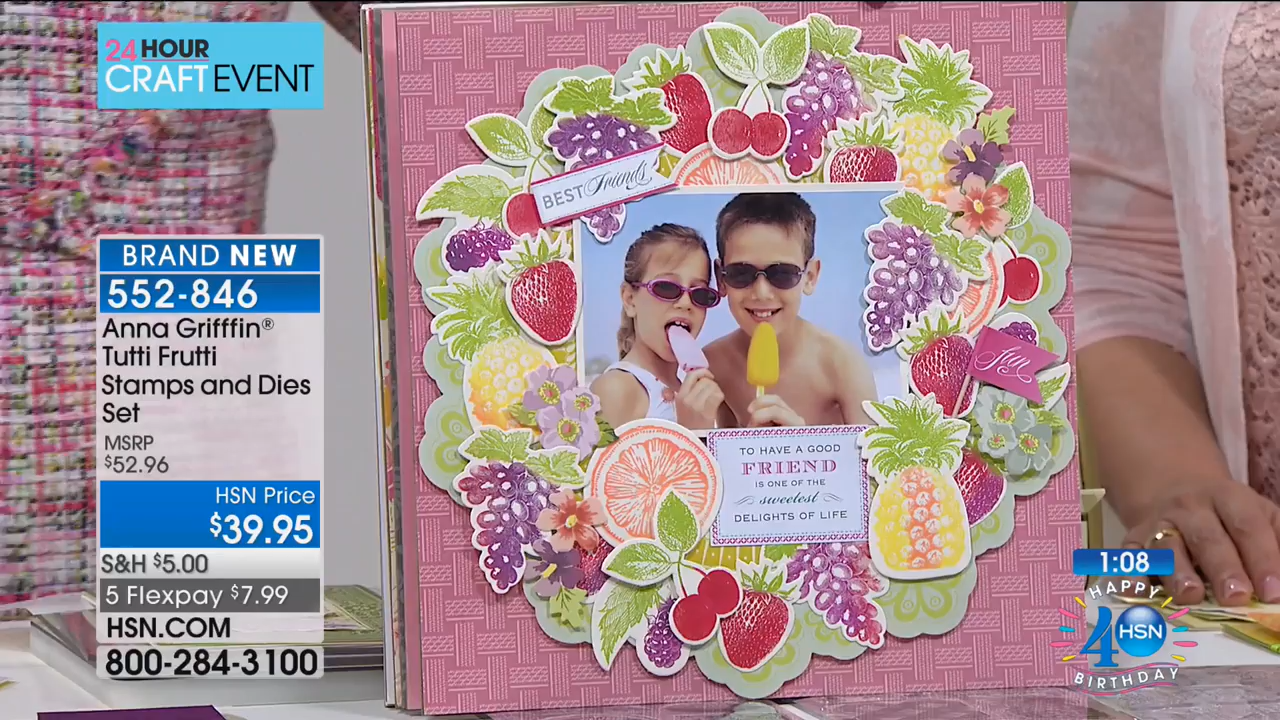 24 HOUR
CRAFT EVENT
BRAND NEW
552-846
Anna Grifffin®
Tutti Frutti
Stamps and Dies
Set
MSRP
$52.96
HSN Price
$39.95
S&H $5.00
5 Flexpay $7.99
HSN.COM
800-284-3100
BEST Friends
Fun
TO HAVE A GOOD
FRIEND
IS ONE OF THE
sweetest
DELIGHTS OF LIFE
1:08
HAPPY
40
HSN
BIRTHDAY